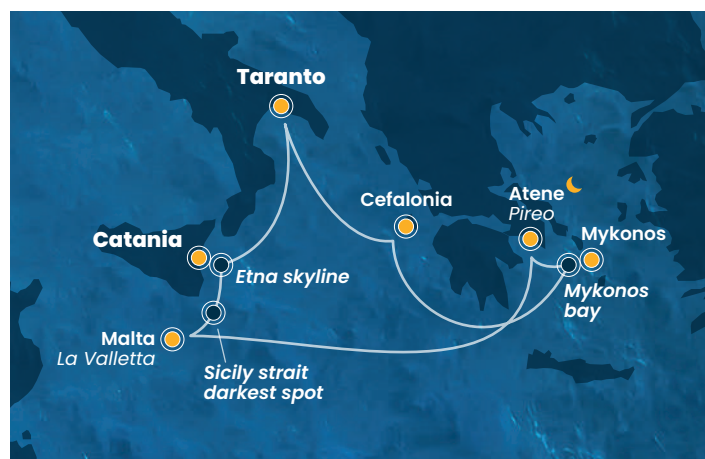 Taranto
Cefalonia
Atene
Pireo
Mykonos
Catania
Etna skyline
Mykonos
bay
Malta
La Valletta
Sicily strait
darkest spot